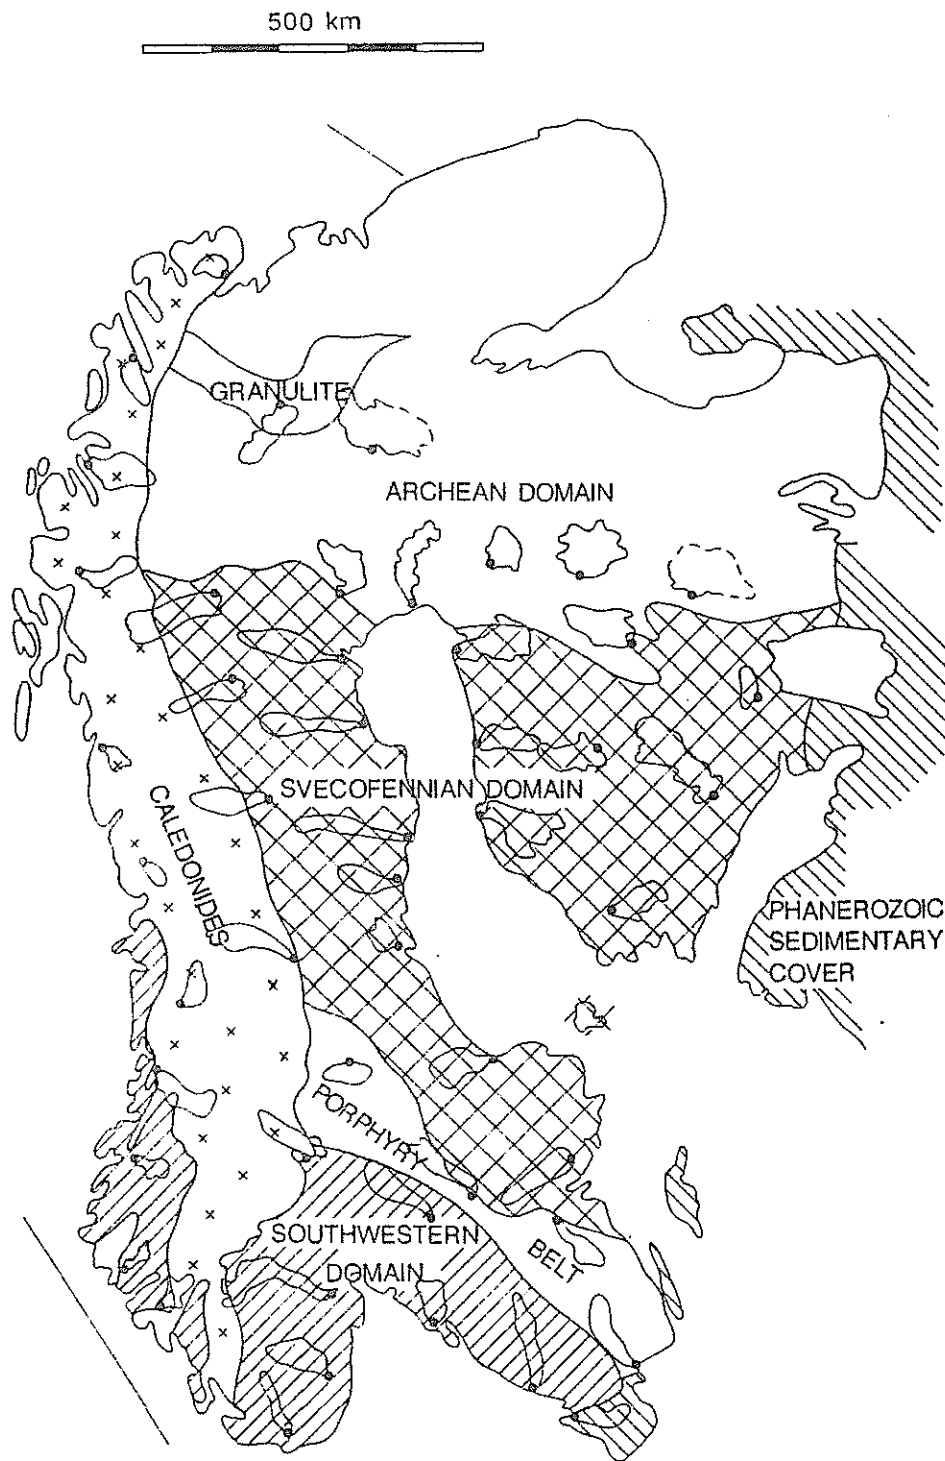 500 km
GRANULITE
ARCHEAN DOMAIN
SVECOFENNIAN DOMAIN
CALEDONIDES
PHANEROZOIC
SEDIMENTARY
COVER
PORPHYRY
BELT
SOUTHWESTERN
DOMAIN